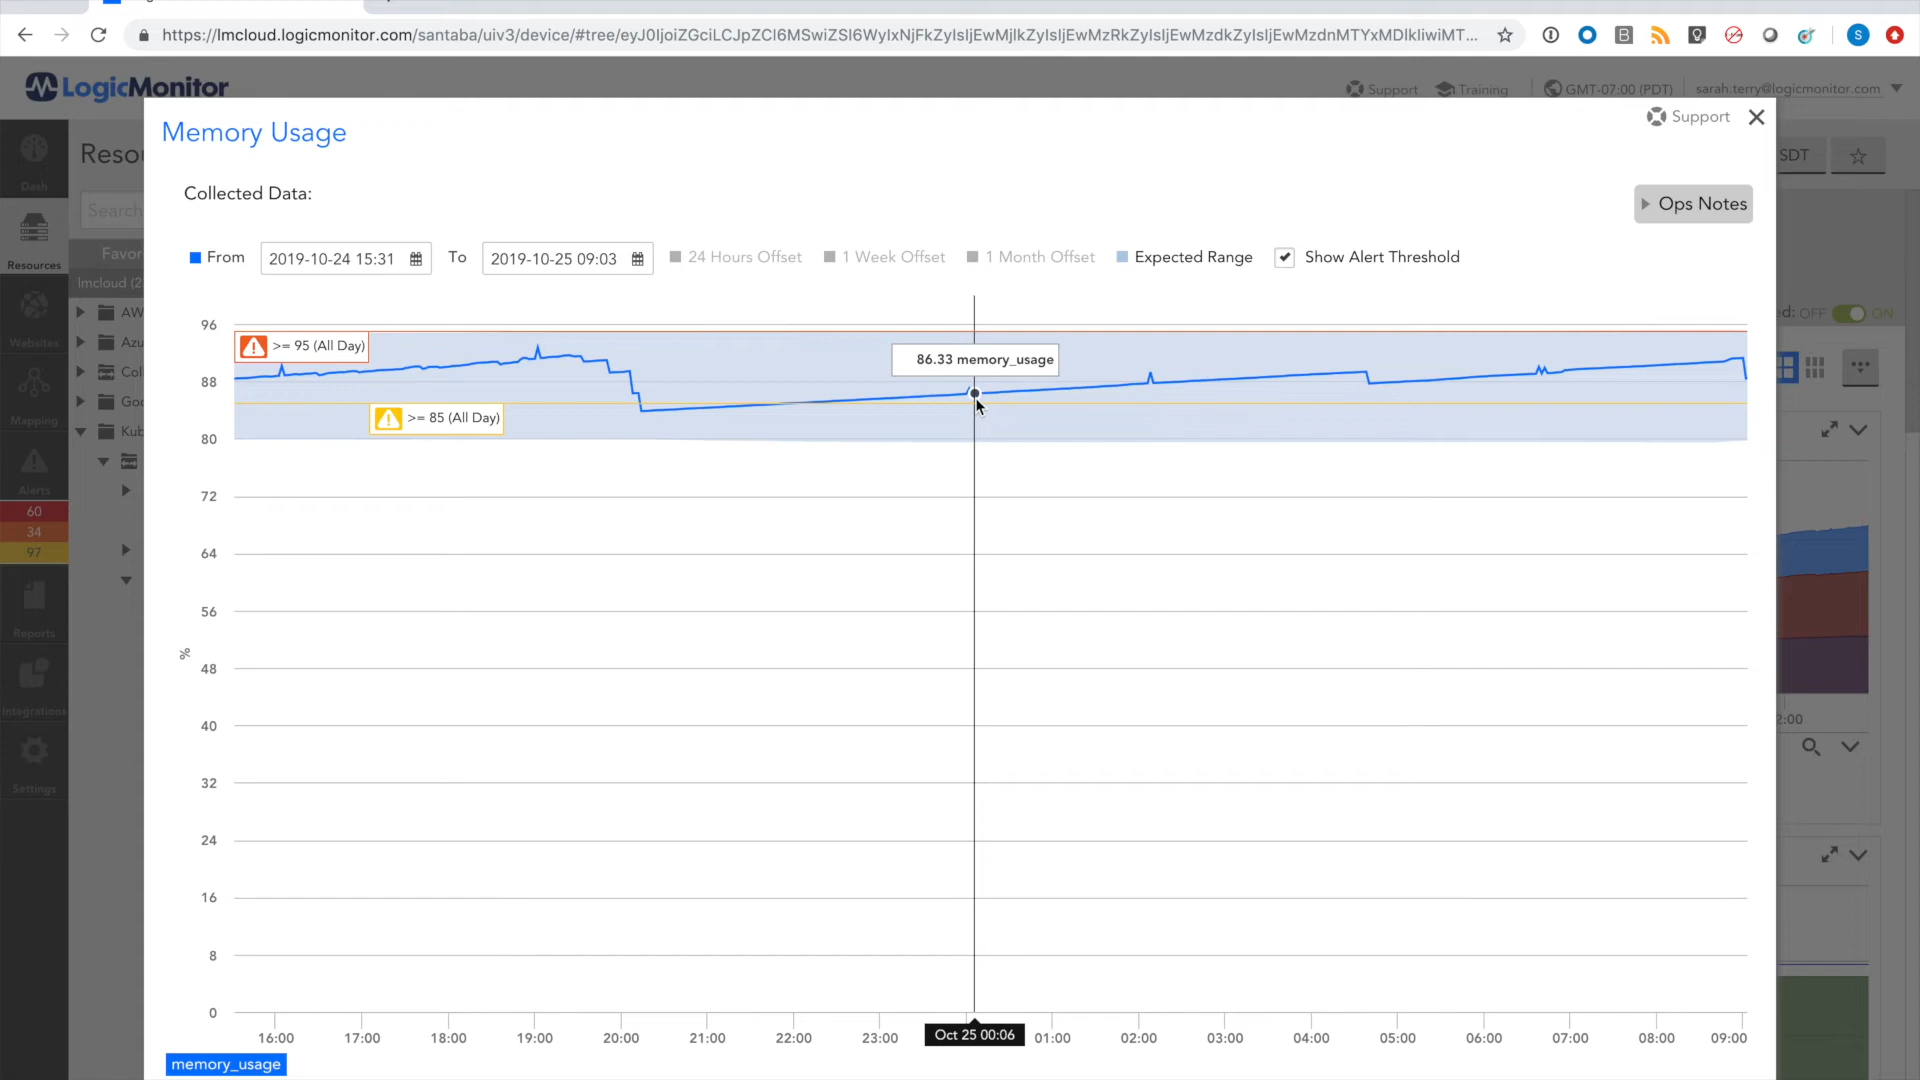 https://lmcloud.logicmonitor.com/santaba/uiv3/device/#tree/eyJ0IjoiZGciLCJpZCI6MSwiZSI6WyIxNjFkZyIsIjEwMjlkZyIsIjEwMzRkZyIsIjEwMzdkZyIsIjEwMzdnMTYxMDlkIiwiMT...
LogicMonitor
Support
Training
GMT-07:00 (PDT)
sarah.terry@logicmonitor.com
Memory Usage
Support
Dash
Resou
SDT
Search
Collected Data:
Ops Notes
Resources
Favor
From 2019-10-24 15:31 To 2019-10-25 09:03 24 Hours Offset 1 Week Offset 1 Month Offset Expected Range Show Alert Threshold
lmcloud (2
AW
Azu
Col
Goo
Kub
d: OFF ON
Websites
Mapping
Alerts
60
34
97
Reports
Integrations
Settings
96
>= 95 (All Day)
86.33 memory_usage
88
>= 85 (All Day)
80
72
64
56
%
48
40
32
24
16
8
0
2:00
16:00 17:00 18:00 19:00 20:00 21:00 22:00 23:00 Oct 25 00:06 01:00 02:00 03:00 04:00 05:00 06:00 07:00 08:00 09:00
memory_usage